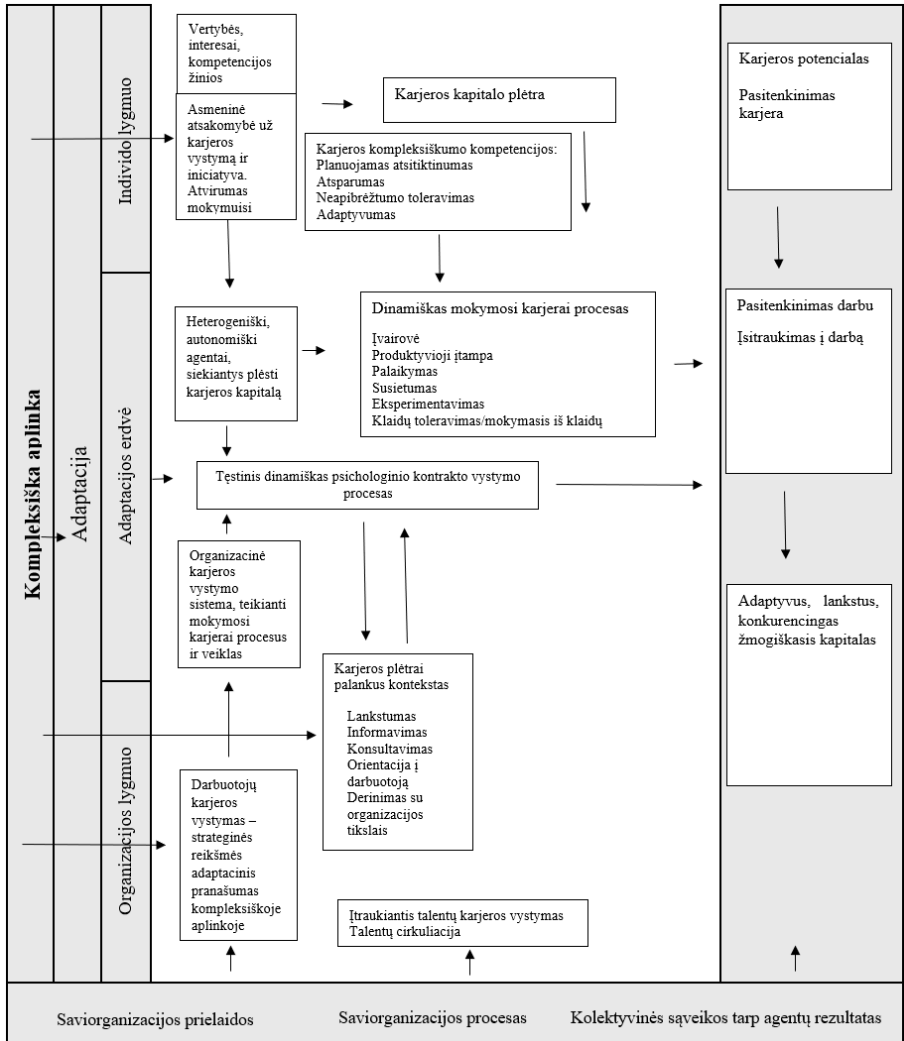 Kompleksiška aplinka
Adaptacija
Individo lygmuo
Adaptacijos erdvė
Organizacijos lygmuo
Vertybės,
interesai,
kompetencijos
žinios
Asmeninė
atsakomybė už
karjeros
vystymą ir
iniciatyva.
Atvirumas
mokymuisi
Karjeros kapitalo plėtra
Karjeros kompleksiškumo kompetencijos:
Planuojamas atsitiktinumas
Atsparumas
Neapibrėžtumo toleravimas
Adaptyvumas
Karjeros potencialas
Pasitenkinimas
karjera
Heterogeniški,
autonomiški
agentai,
siekiantys plėsti
karjeros kapitalą
Dinamiškas mokymosi karjerai procesas
Įvairovė
Produktyvioji įtampa
Palaikymas
Susietumas
Eksperimentavimas
Klaidų toleravimas/mokymasis iš klaidų
Pasitenkinimas darbu
Įsitraukimas į darbą
Tęstinis dinamiškas psichologinio kontrakto vystymo
procesas
Organizacinė
karjeros
vystymo
sistema, teikianti
mokymosi
karjerai procesus
ir veiklas
Karjeros plėtrai
palankus kontekstas
Lankstumas
Informavimas
Konsultavimas
Orientacija į
darbuotoją
Derinimas su
organizacijos
tikslais
Adaptyvus, lankstus,
konkurencingas
žmogiškasis kapitalas
Darbuotojų
karjeros
vystymas –
strateginės
reikšmės
adaptacinis
pranašumas
kompleksiškoje
aplinkoje
Įtraukiantis talentų karjeros vystymas
Talentų cirkuliacija
Saviorganizacijos prielaidos
Saviorganizacijos procesas
Kolektyvinės sąveikos tarp agentų rezultatas